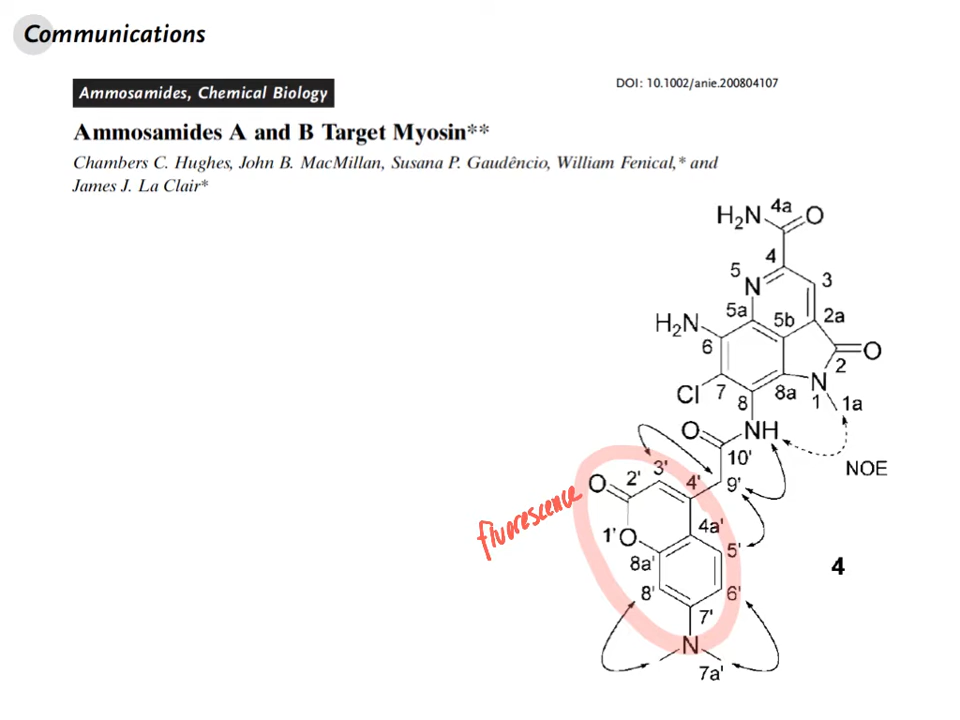 Communications
Ammosamides, Chemical Biology
DOI: 10.1002/anie.200804107
Ammosamides A and B Target Myosin**
Chambers C. Hughes, John B. MacMillan, Susana P. Gaudêncio, William Fenical,* and
James J. La Clair*
H₂N 4a O
4
5 3
N
5a 5b 2a
H₂N
6 O
2
Cl 7 8 8a N
1 1a
O NH
10'
NOE
2' 3' 4' 9'
O
fluorescence
4a'
1' O 5'
8a'
4
8' 6'
7'
N
7a'